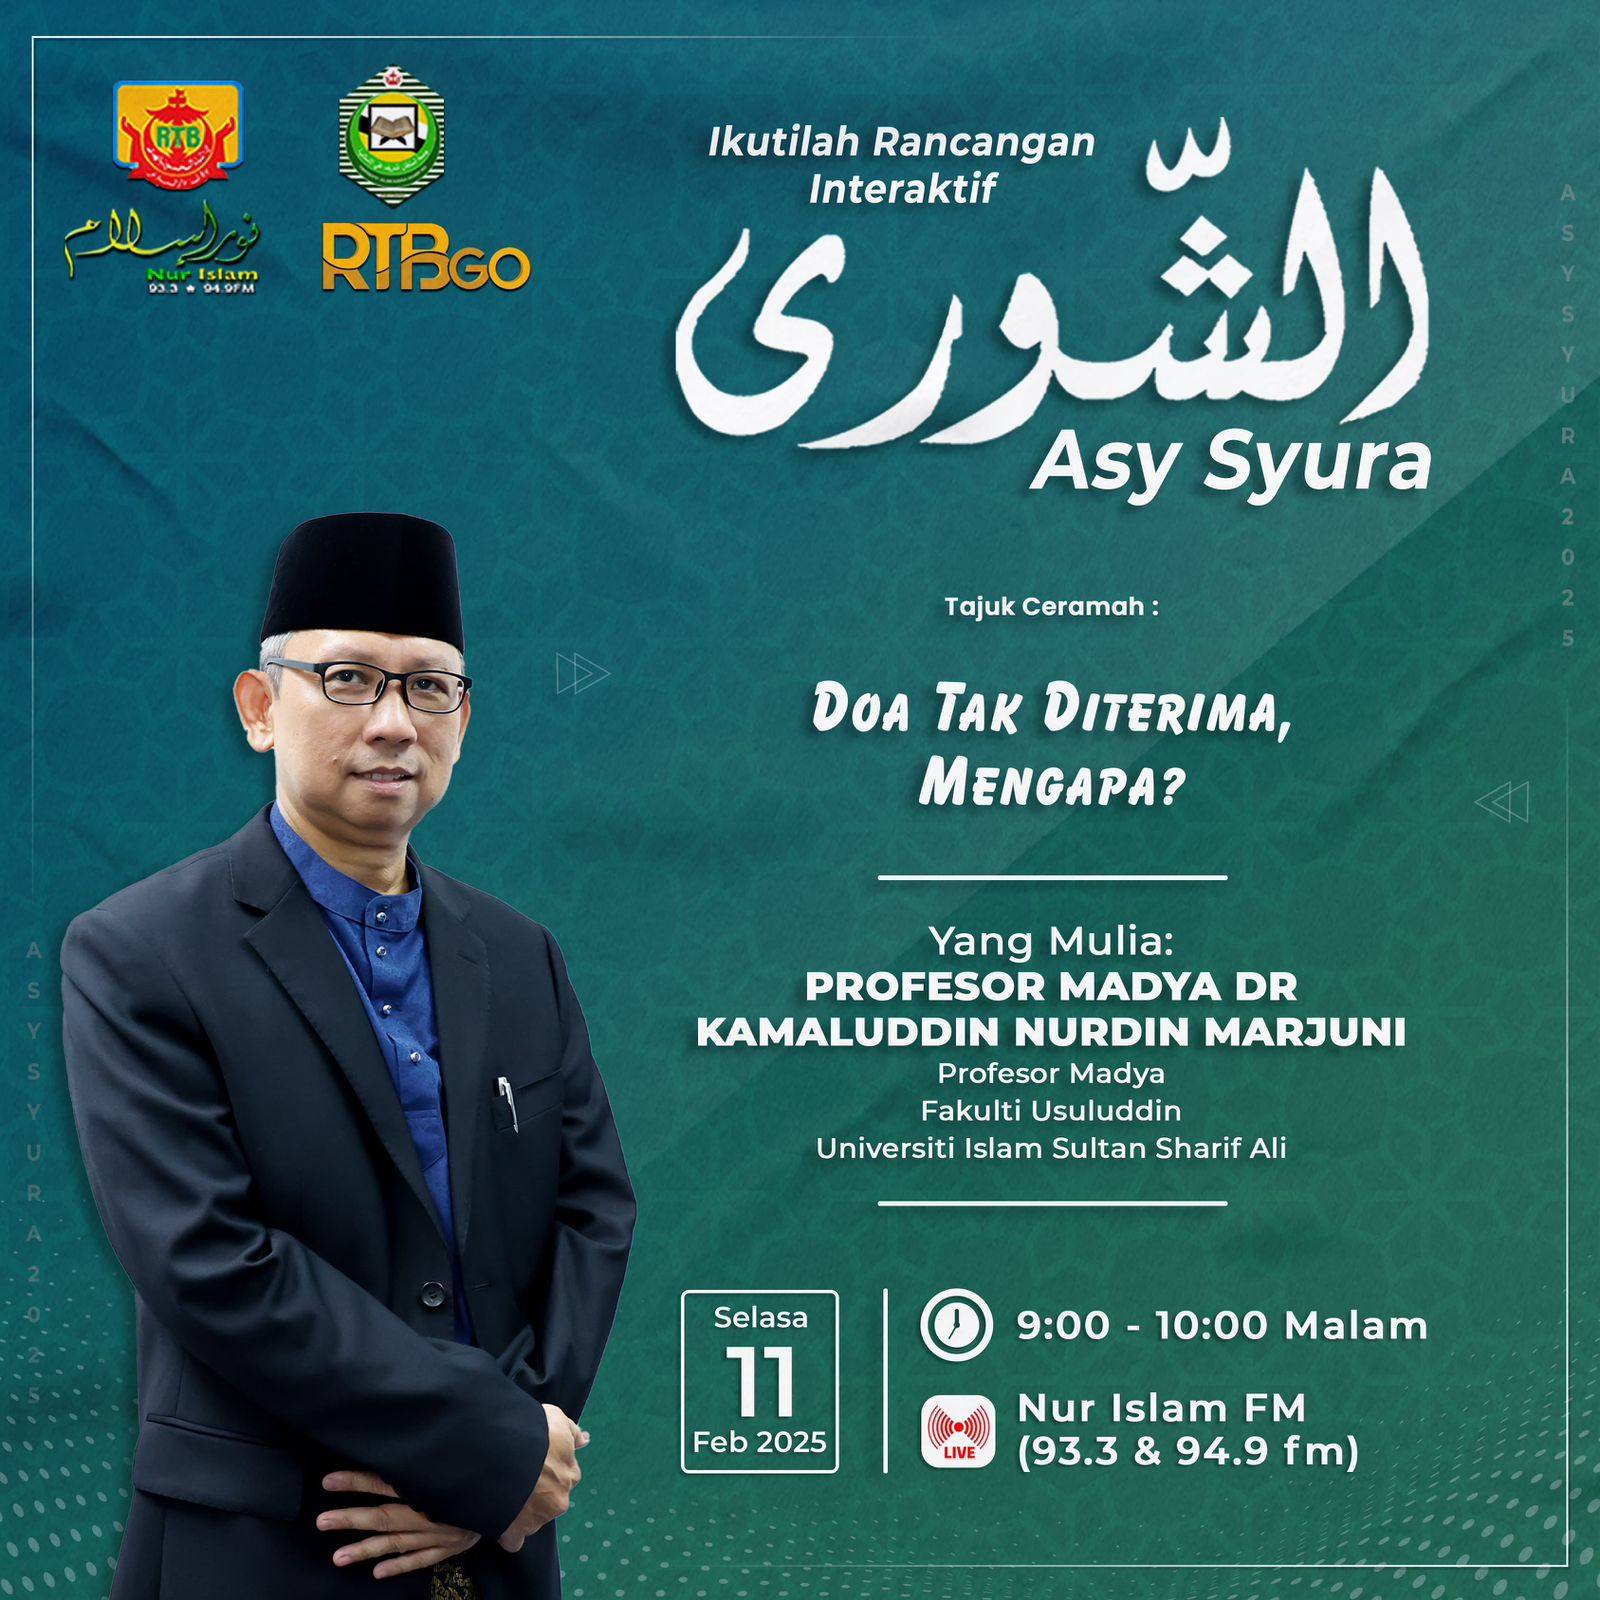 RTB
نور إسلام
Nur Islam
93.3 ★ 94.9FM
RTBGO
Ikutilah Rancangan
Interaktif
الشّورى
Asy Syura
Tajuk Ceramah :
DOA TAK DITERIMA,
MENGAPA?
Yang Mulia:
PROFESOR MADYA DR
KAMALUDDIN NURDIN MARJUNI
Profesor Madya
Fakulti Usuluddin
Universiti Islam Sultan Sharif Ali
Selasa
11
Feb 2025
9:00 - 10:00 Malam
LIVE
Nur Islam FM
(93.3 & 94.9 fm)
ASYSYURA2025
ASYSYURA2025